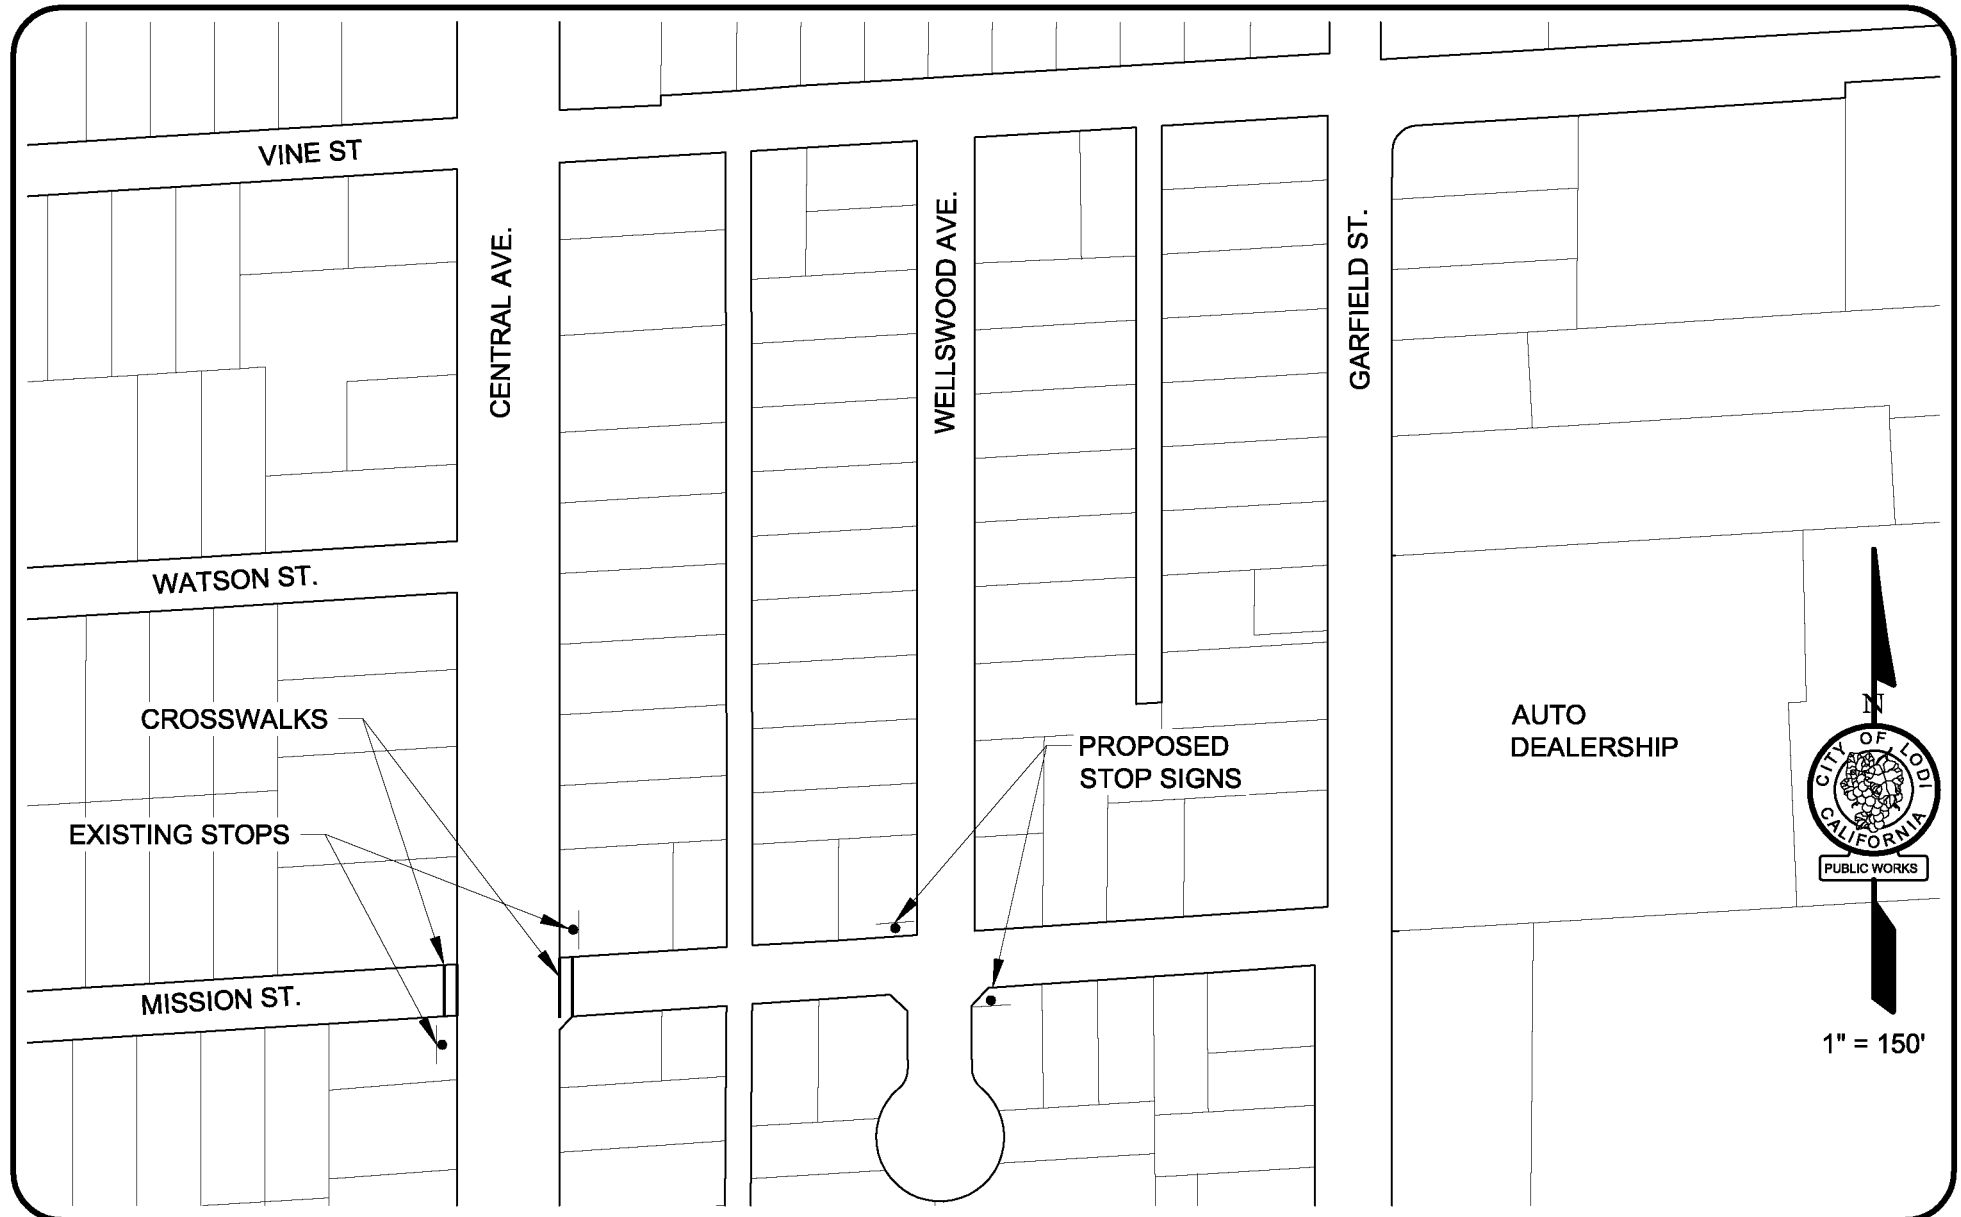 VINE ST
CENTRAL AVE.
WELLSWOOD AVE.
GARFIELD ST.
WATSON ST.
CROSSWALKS
EXISTING STOPS
PROPOSED
STOP SIGNS
AUTO
DEALERSHIP
N
CITY OF LODI
CALIFORNIA
PUBLIC WORKS
MISSION ST.
1" = 150'